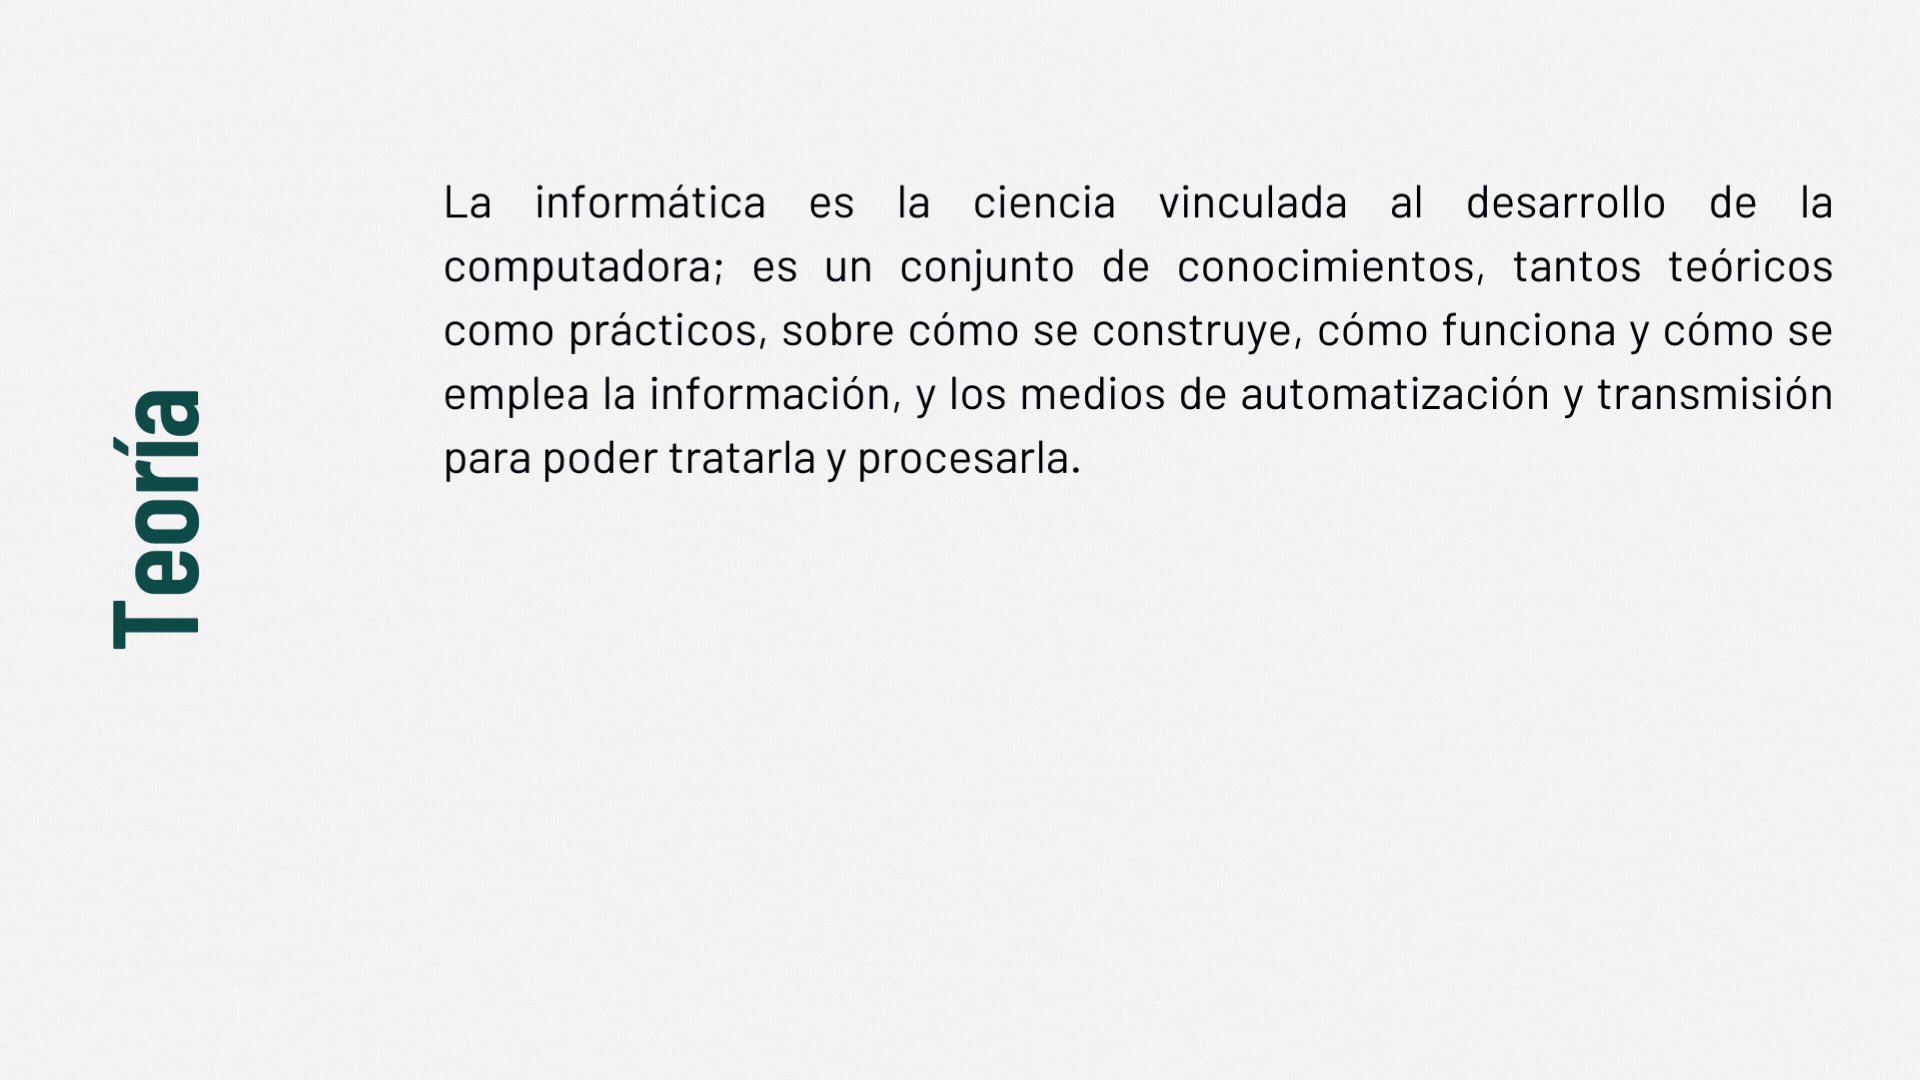 Teoría
La informática es la ciencia vinculada al desarrollo de la
computadora; es un conjunto de conocimientos, tantos teóricos
como prácticos, sobre cómo se construye, cómo funciona y cómo se
emplea la información, y los medios de automatización y transmisión
para poder tratarla y procesarla.